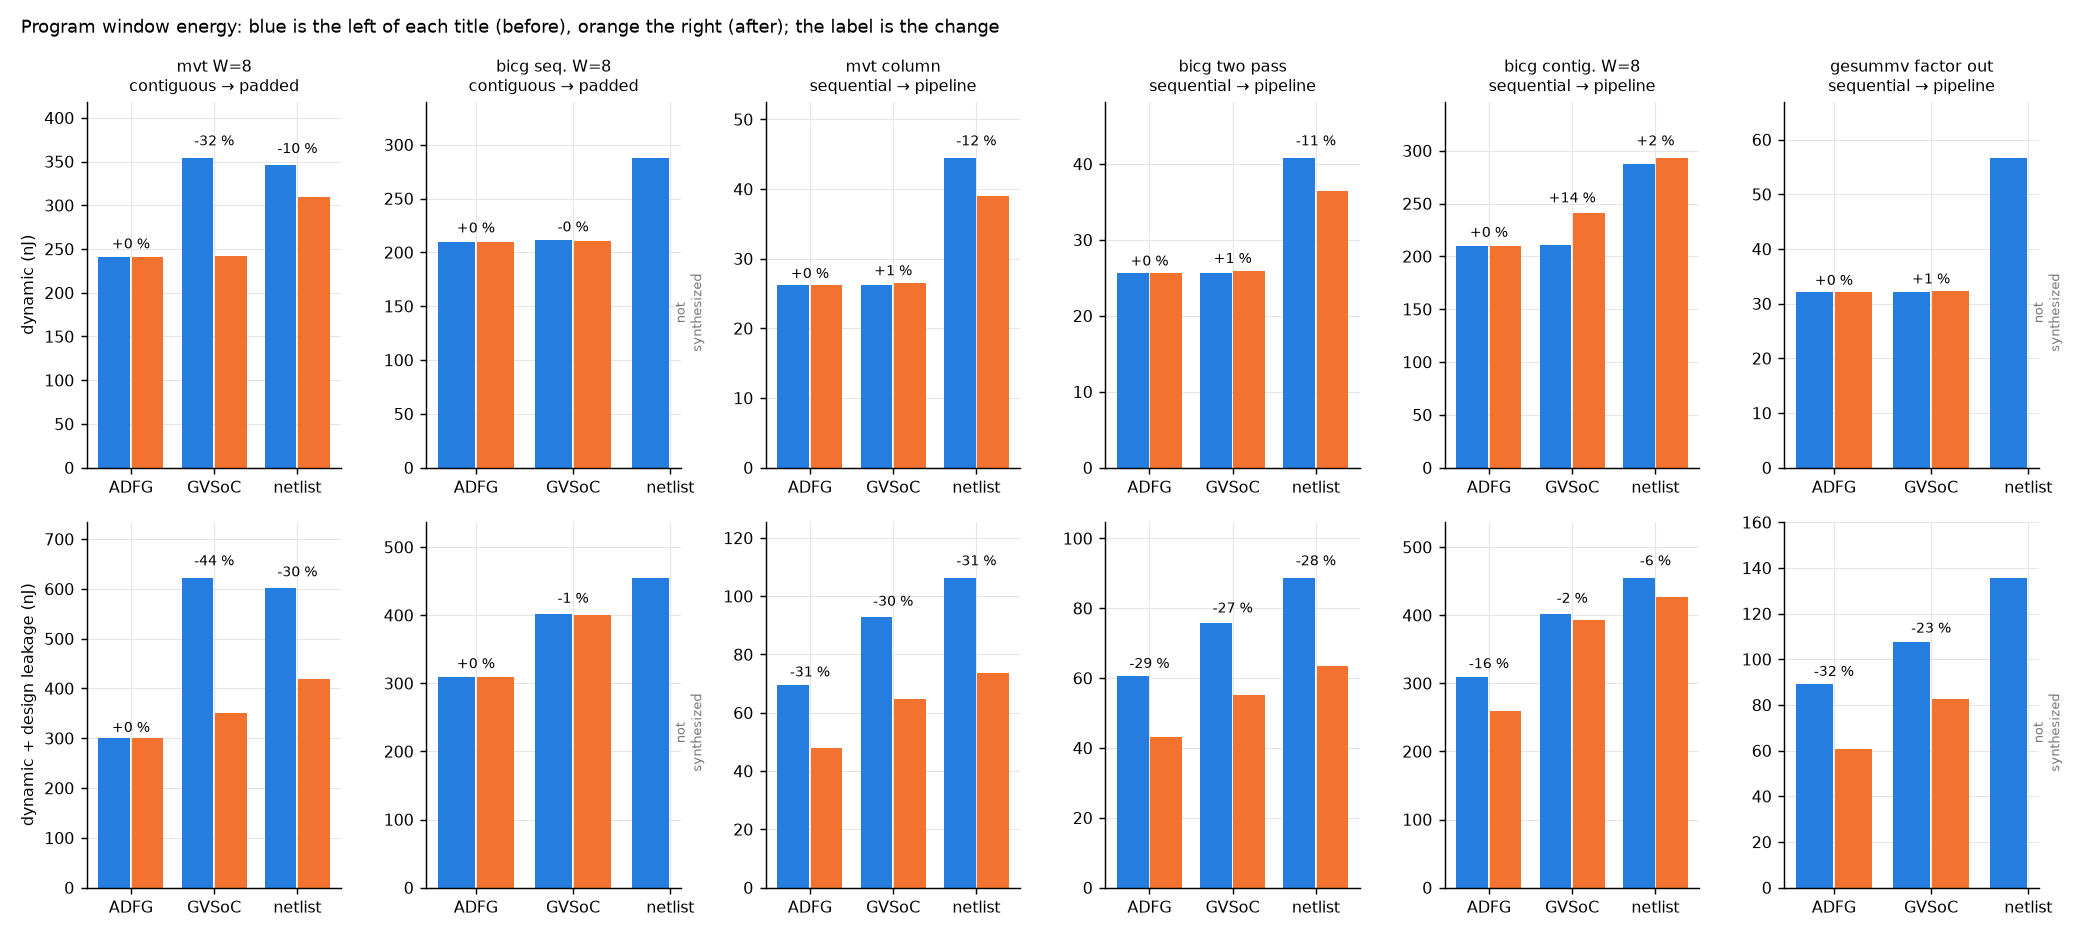 Program window energy: blue is the left of each title (before), orange the right (after); the label is the change
mvt W=8
contiguous → padded
bicg seq. W=8
contiguous → padded
mvt column
sequential → pipeline
bicg two pass
sequential → pipeline
bicg contig. W=8
sequential → pipeline
gesummv factor out
sequential → pipeline
dynamic (nJ)
400
350
300
250
200
150
100
50
0
+0 %
-32 %
-10 %
ADFG
GVSoC
netlist
300
250
200
150
100
50
0
+0 %
-0 %
not
synthesized
ADFG
GVSoC
netlist
50
40
30
20
10
0
+0 %
+1 %
-12 %
ADFG
GVSoC
netlist
40
30
20
10
0
+0 %
+1 %
-11 %
ADFG
GVSoC
netlist
300
250
200
150
100
50
0
+0 %
+14 %
+2 %
ADFG
GVSoC
netlist
60
50
40
30
20
10
0
+0 %
+1 %
not
synthesized
ADFG
GVSoC
netlist
dynamic + design leakage (nJ)
700
600
500
400
300
200
100
0
+0 %
-44 %
-30 %
ADFG
GVSoC
netlist
500
400
300
200
100
0
+0 %
-1 %
not
synthesized
ADFG
GVSoC
netlist
120
100
80
60
40
20
0
-31 %
-30 %
-31 %
ADFG
GVSoC
netlist
100
80
60
40
20
0
-29 %
-27 %
-28 %
ADFG
GVSoC
netlist
500
400
300
200
100
0
-16 %
-2 %
-6 %
ADFG
GVSoC
netlist
160
140
120
100
80
60
40
20
0
-32 %
-23 %
not
synthesized
ADFG
GVSoC
netlist